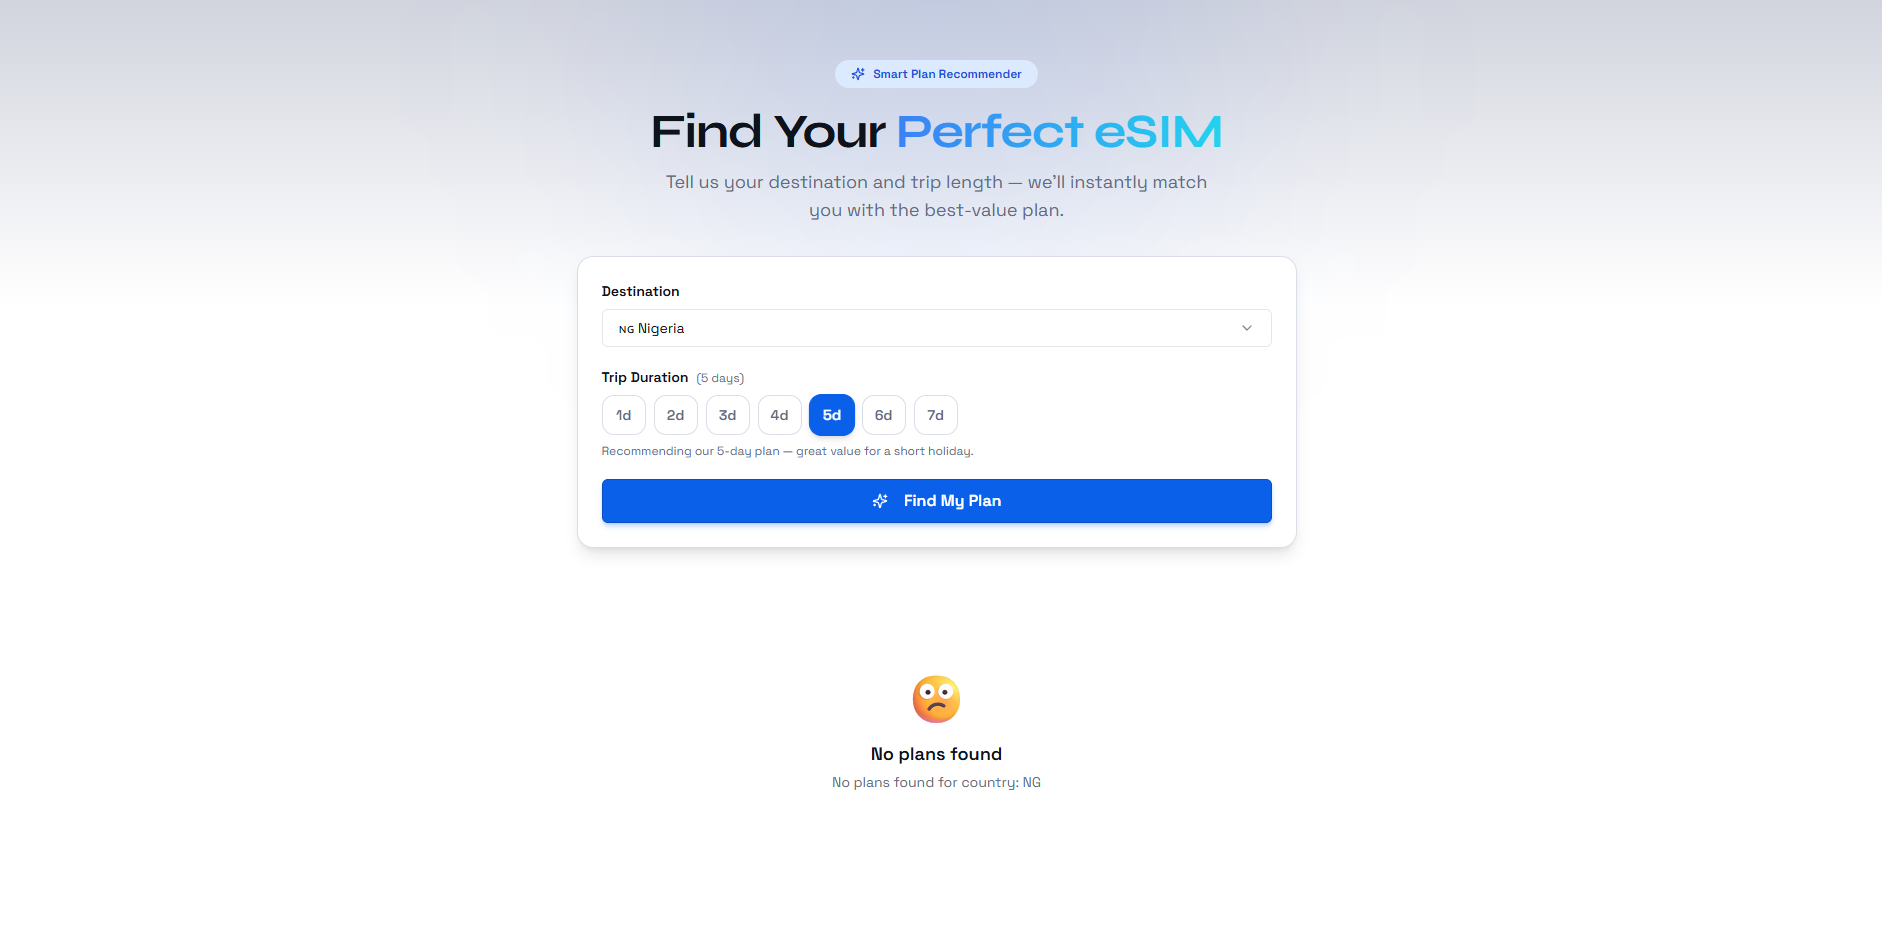 Smart Plan Recommender
Find Your Perfect eSIM
Tell us your destination and trip length — we'll instantly match
you with the best-value plan.
Destination
NG Nigeria
Trip Duration (5 days)
1d 2d 3d 4d 5d 6d 7d
Recommending our 5-day plan — great value for a short holiday.
Find My Plan
No plans found
No plans found for country: NG